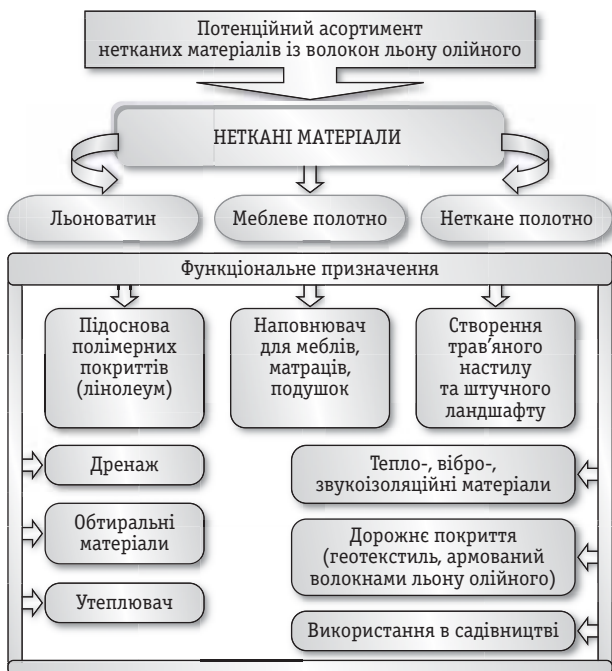 Потенційний асортимент
нетканих матеріалів із волокон льону олійного
НЕТКАНІ МАТЕРІАЛИ
Льоноватин
Меблеве полотно
Неткане полотно
Функціональне призначення
Підоснова
полімерних
покриттів
(лінолеум)
Наповнювач
для меблів,
матраців,
подушок
Створення
трав’яного
настилу
та штучного
ландшафту
Дренаж
Тепло-, вібро-,
звукоізоляційні матеріали
Обтиральні
матеріали
Дорожнє покриття
(геотекстиль, армований
волокнами льону олійного)
Утеплювач
Використання в садівництві